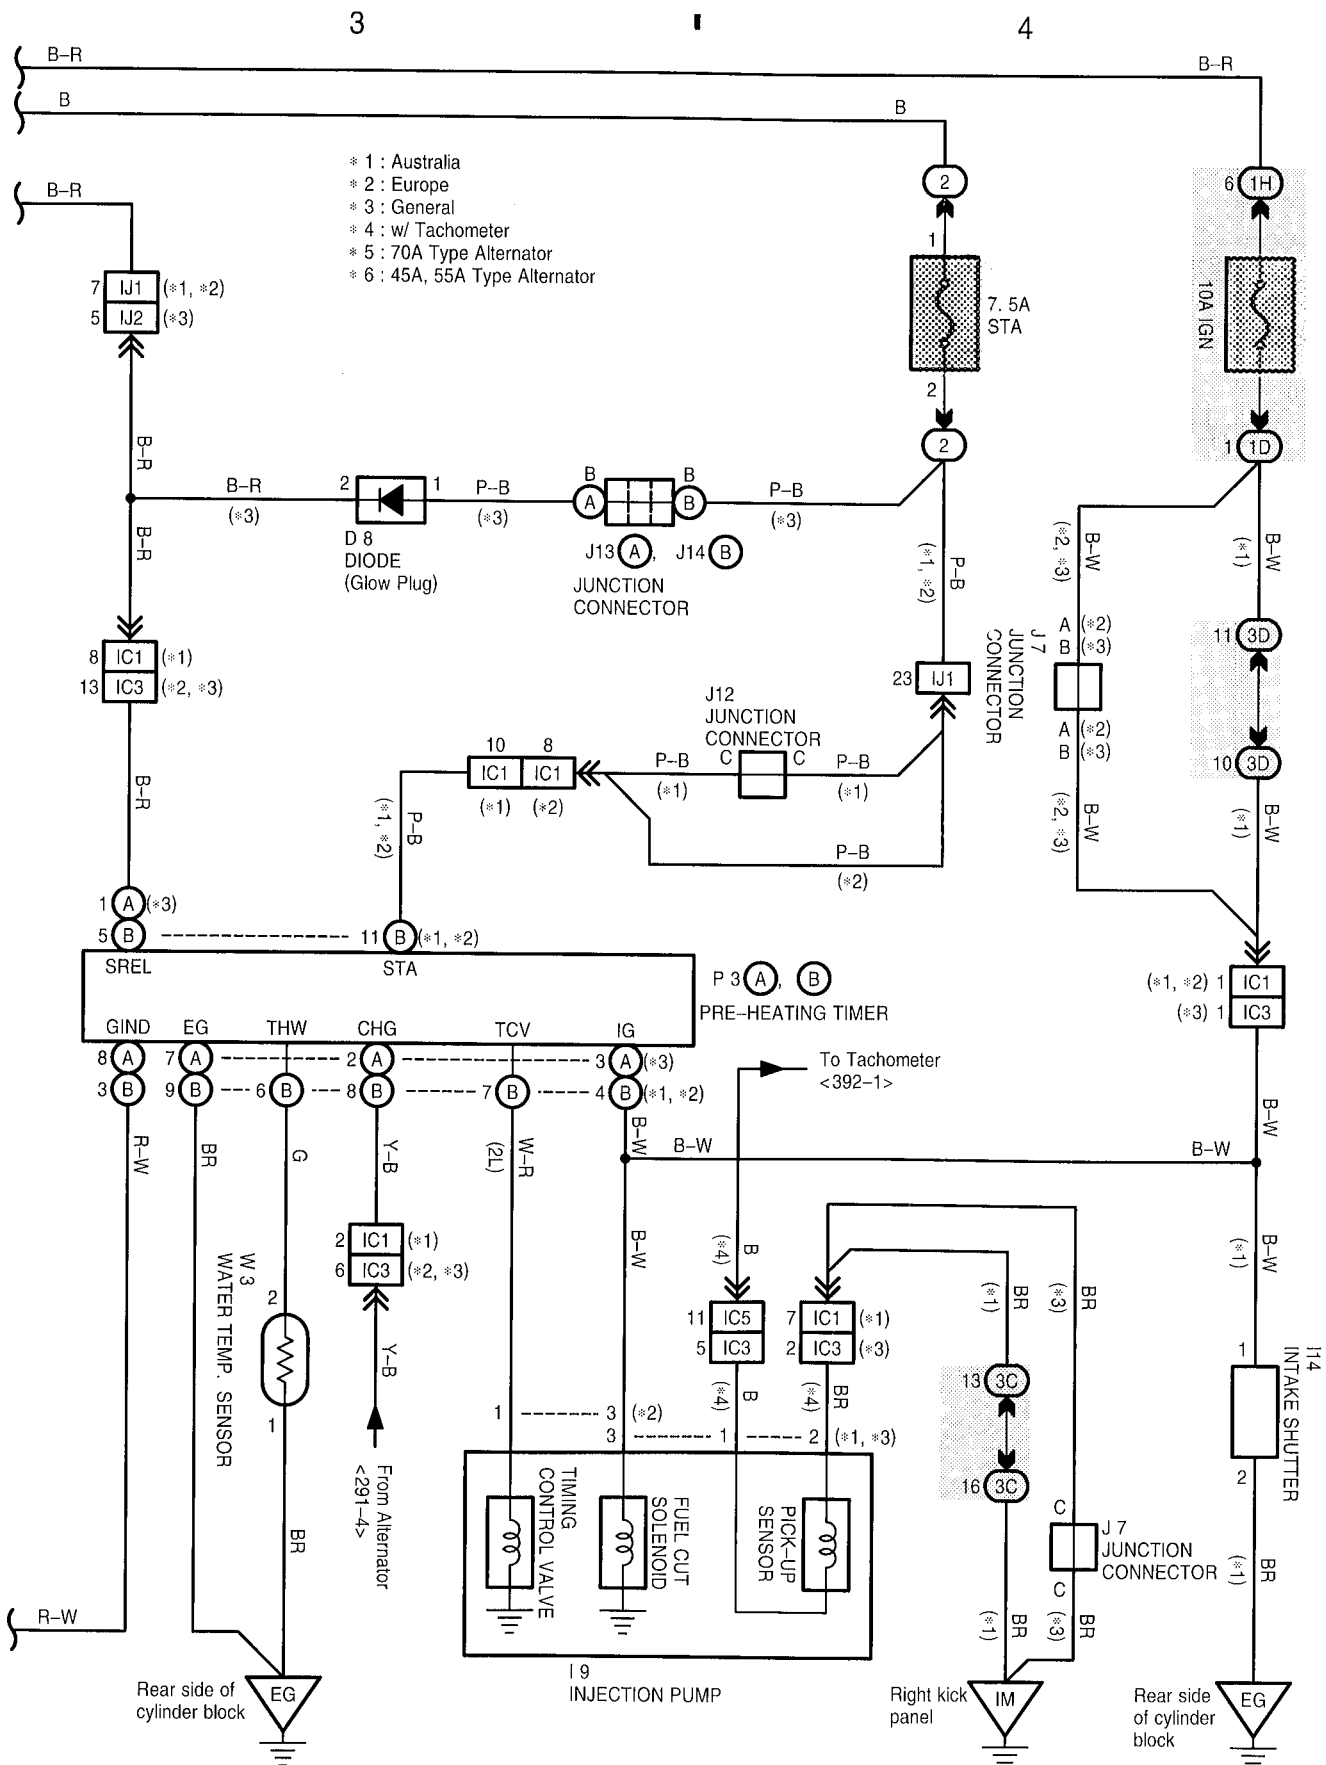 3
4
B–R
B–R
B
B
* 1 : Australia
* 2 : Europe
* 3 : General
* 4 : w/ Tachometer
* 5 : 70A Type Alternator
* 6 : 45A, 55A Type Alternator
B–R
2
6 1H
1
7 IJ1 (*1, *2)
5 IJ2 (*3)
7. 5A
STA
10A IGN
2
2
1 1D
B–R
B–R
(*3)
2
1
P–B
(*3)
B
A
B
B
P–B
(*3)
D 8
DIODE
(Glow Plug)
J13 A, J14 B
JUNCTION
CONNECTOR
B–R
P–B
(*1, *2)
B–W
(*2, *3)
B–W
(*1)
A (*2)
B (*3)
J 7
JUNCTION
CONNECTOR
A (*2)
B (*3)
11 3D
10 3D
8 IC1 (*1)
13 IC3 (*2, *3)
23 IJ1
J12
JUNCTION
CONNECTOR
C
C
10 8
IC1 IC1
(*1) (*2)
P–B
(*1)
P–B
(*1)
P–B
(*2)
B–R
P–B
(*1, *2)
B–W
(*2, *3)
B–W
(*1)
1 A (*3)
5 B
11 B (*1, *2)
SREL
STA
P 3 A, B
PRE–HEATING TIMER
(*1, *2) 1 IC1
(*3) 1 IC3
GIND
EG
THW
CHG
TCV
IG
8 A
7 A
2 A
3 A (*3)
3 B
9 B
6 B
8 B
7 B
4 B (*1, *2)
To Tachometer
<392–1>
R–W
BR
G
Y–B
W–R
(2L)
B–W
B–W
B–W
B–W
2 IC1 (*1)
6 IC3 (*2, *3)
W 3
WATER TEMP. SENSOR
2
1
Y–B
From Alternator
<291–4>
B–W
B
(*4)
BR
(*1)
BR
(*3)
B–W
(*1)
11 IC5
5 IC3
7 IC1 (*1)
2 IC3 (*3)
B
(*4)
BR
(*4)
13 3C
16 3C
1
I14
INTAKE SHUTTER
2
1
3 (*2)
3
1
2 (*1, *3)
TIMING
CONTROL VALVE
FUEL CUT
SOLENOID
PICK–UP
SENSOR
C
J 7
JUNCTION
CONNECTOR
C
BR
BR
(*1)
BR
(*3)
BR
(*1)
R–W
I 9
INJECTION PUMP
Rear side of
cylinder block
EG
Right kick
panel
IM
Rear side
of cylinder
block
EG